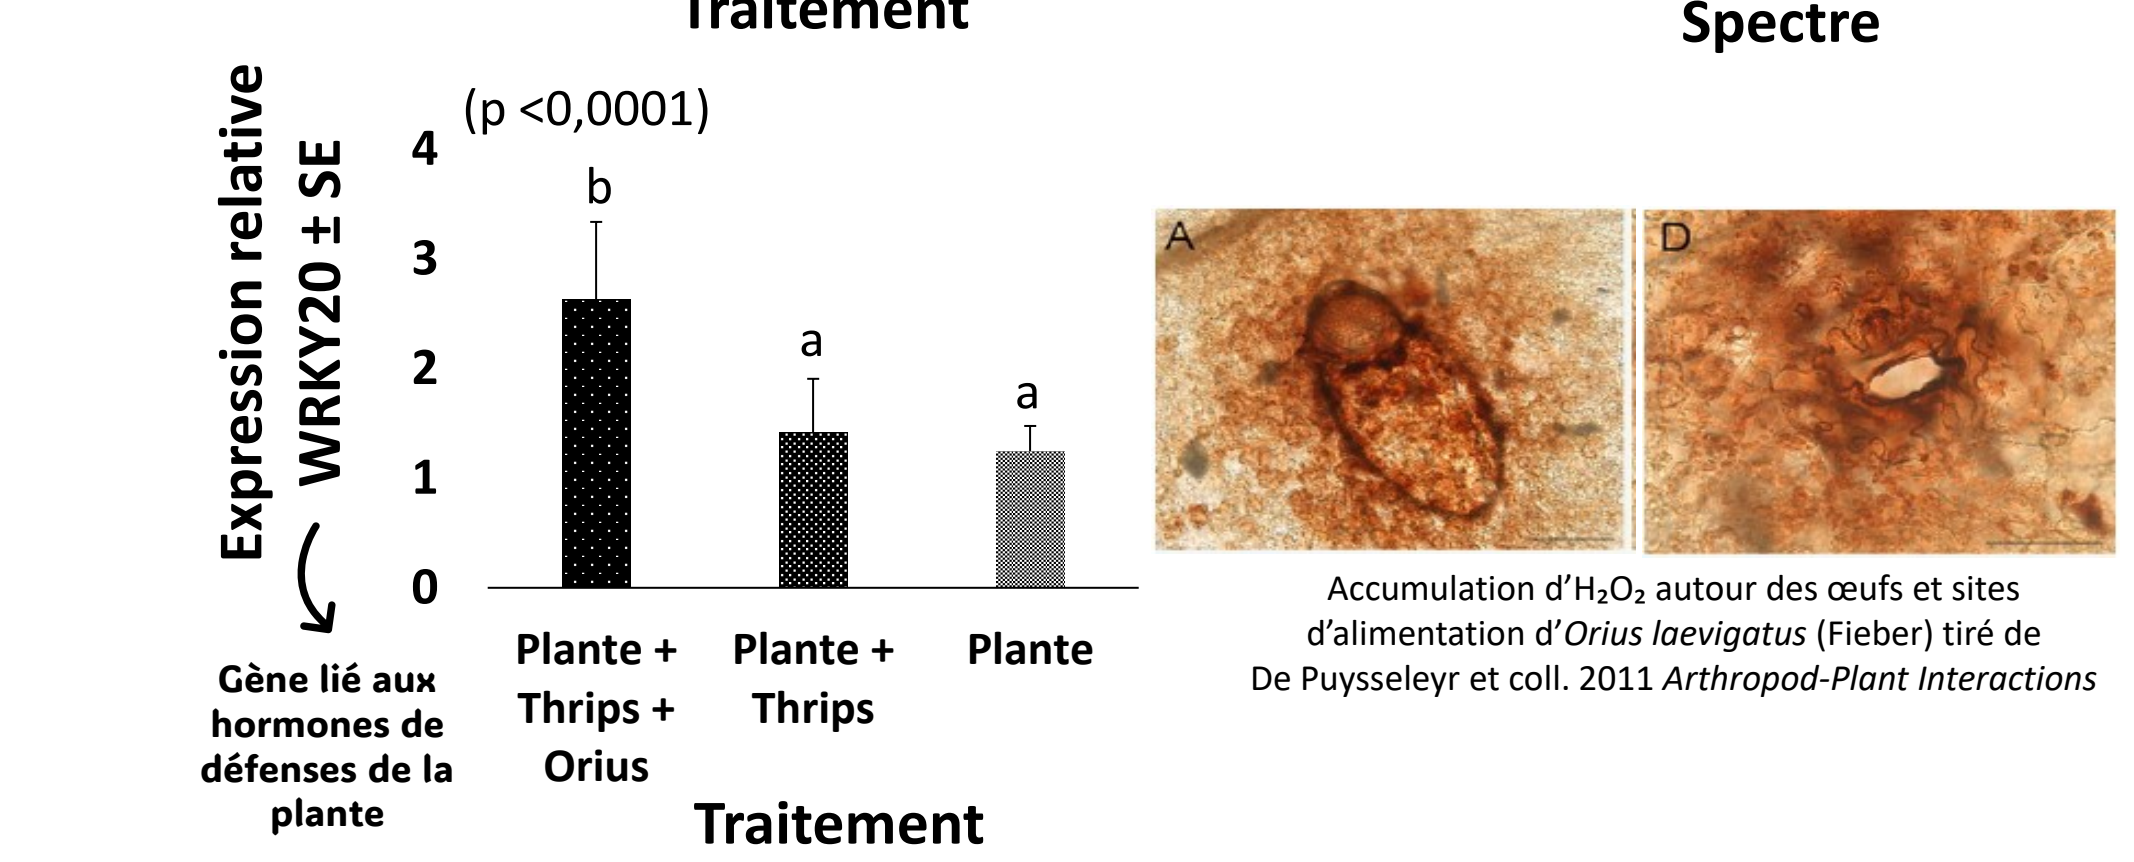 Traitement
Spectre
Expression relative
WRKY20 ± SE
(p <0,0001)
4
3
2
1
0
b
a
a
Plante +
Thrips +
Orius
Plante +
Thrips
Plante
Traitement
Gène lié aux
hormones de
défenses de la
plante
A
D
Accumulation d’H₂O₂ autour des œufs et sites
d’alimentation d’Orius laevigatus (Fieber) tiré de
De Puysseleyr et coll. 2011 Arthropod-Plant Interactions